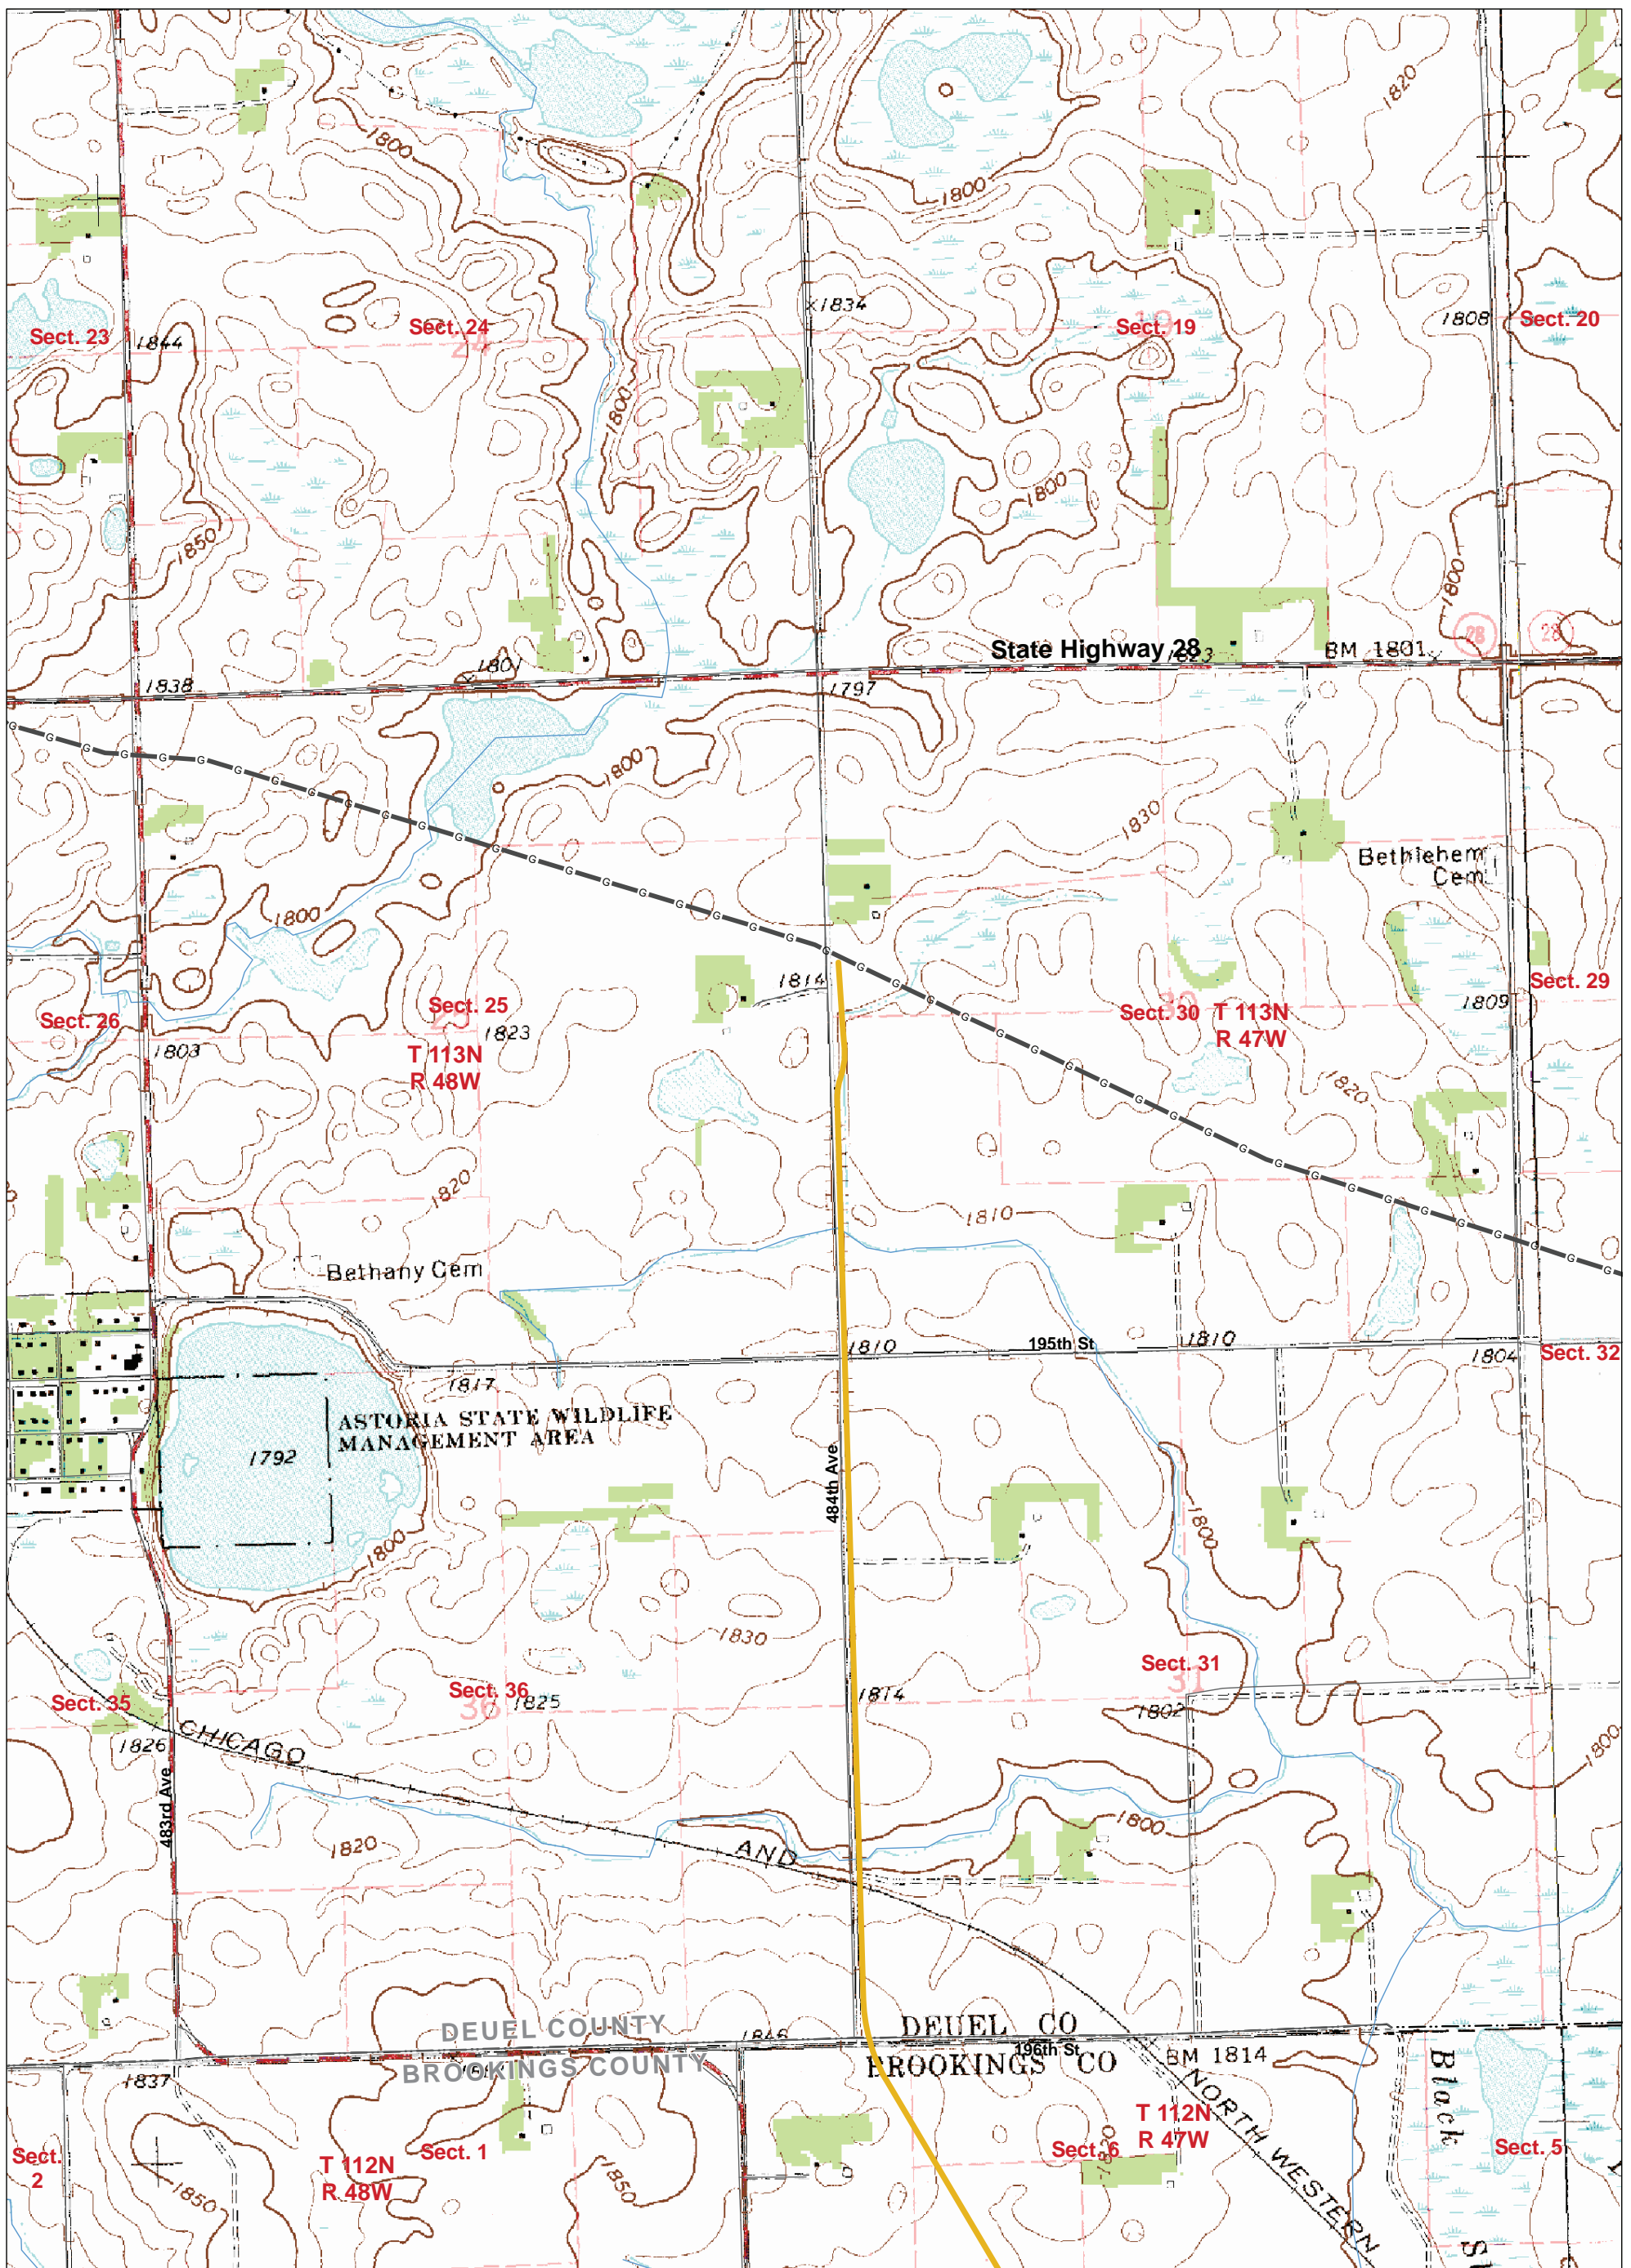 1820
1800
1800
1834
1808
Sect. 23
Sect. 24
24
Sect. 19
19
Sect. 20
1844
1800
1800
1850
1800
28
State Highway 28
BM 1801
1801
1838
1797
1800
1830
Bethlehem
Cem
1800
1814
Sect. 29
Sect. 26
Sect. 25
1823
Sect. 30
T 113N
R 47W
1809
1803
T 113N
R 48W
1820
1820
1810
Bethany Cem
1810
195th St
1810
1804
Sect. 32
1817
ASTORIA STATE WILDLIFE
MANAGEMENT AREA
1792
484th Ave
1800
1800
1830
Sect. 31
31
Sect. 35
Sect. 36
36
1825
1814
1802
CHICAGO
1826
1800
483rd Ave
1820
AND
1800
DEUEL COUNTY
1846
DEUEL CO
196th St
BROOKINGS COUNTY
BROOKINGS CO
BM 1814
1837
Black
NORTH WESTERN
T 112N
R 47W
Sect.
2
T 112N
R 48W
Sect. 1
Sect. 6
Sect. 5
1850
1850